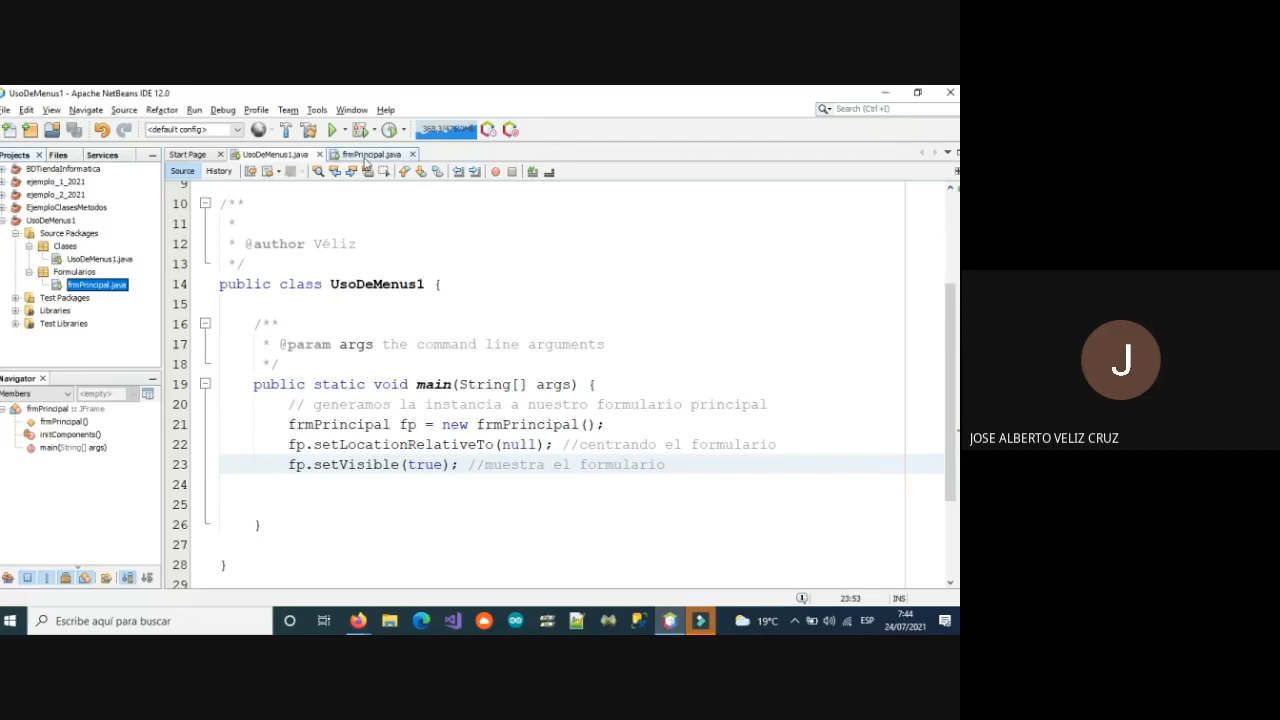 UsoDeMenus1 - Apache NetBeans IDE 12.0
File Edit View Navigate Source Refactor Run Debug Profile Team Tools Window Help
Search (Ctrl+I)
<default config>
Projects Files Services
Start Page UsoDeMenus1.java frmPrincipal.java
Source History
BDTiendaInformatica
ejemplo_1_2021
ejemplo_2_2021
EjemploClasesMetodos
UsoDeMenus1
Source Packages
Clases
UsoDeMenus1.java
Formularios
frmPrincipal.java
Test Packages
Libraries
Test Libraries
Navigator
Members <empty>
frmPrincipal :: JFrame
frmPrincipal()
initComponents()
main(String[] args)
9
10 /**
11 *
12 * @author Véliz
13 */
14 public class UsoDeMenus1 {
15
16 /**
17 * @param args the command line arguments
18 */
19 public static void main(String[] args) {
20 // generamos la instancia a nuestro formulario principal
21 frmPrincipal fp = new frmPrincipal();
22 fp.setLocationRelativeTo(null); //centrando el formulario
23 fp.setVisible(true); //muestra el formulario
24
25
26 }
27
28 }
29
23:53 INS
Escribe aquí para buscar
19°C
ESP
7:44
24/07/2021
J
JOSE ALBERTO VELIZ CRUZ